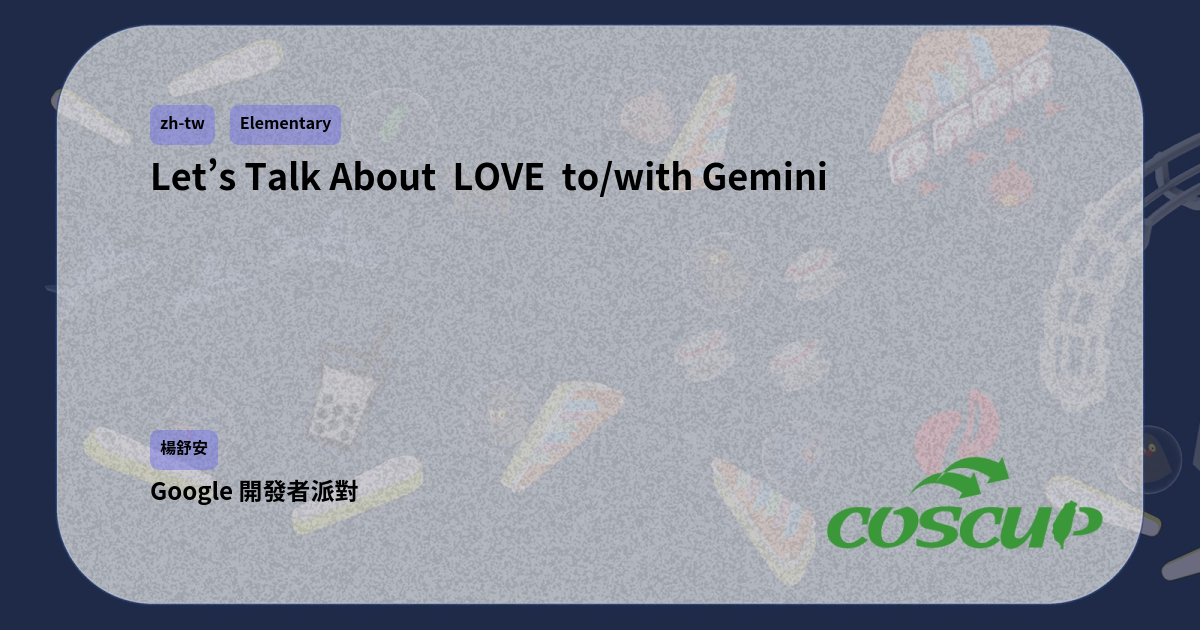 zh-tw Elementary
Let’s Talk About LOVE to/with Gemini
楊舒安
Google 開發者派對
COSCUP